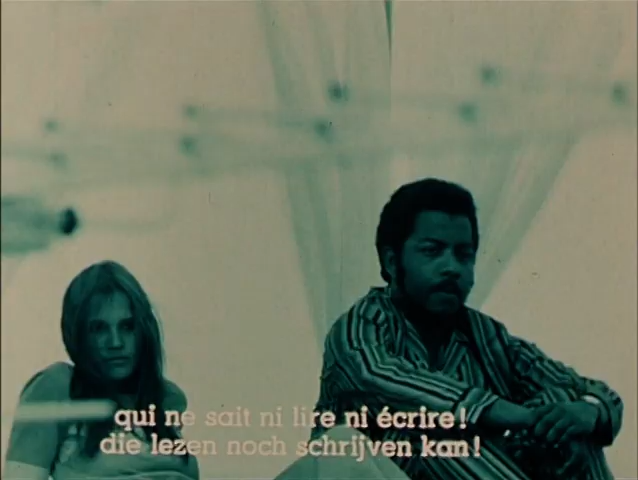 qui ne sait ni lire ni écrire!
die lezen noch schrijven kan!